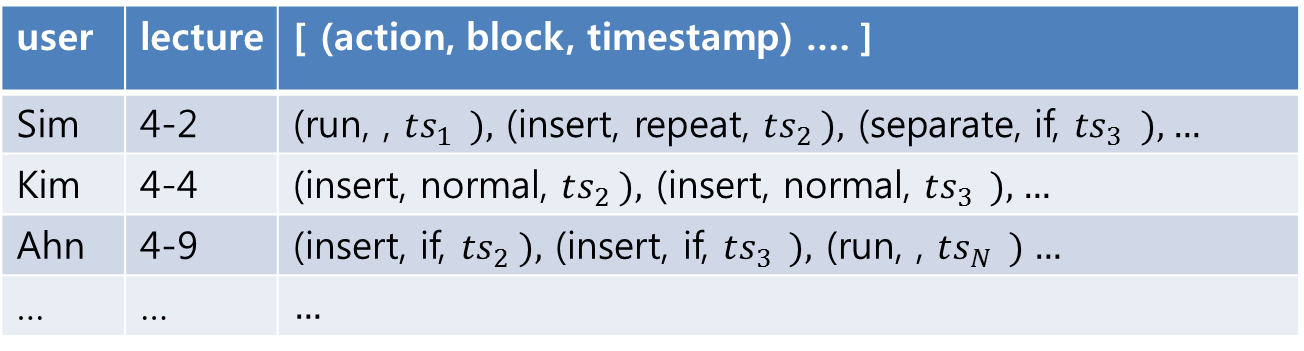 user lecture [ (action, block, timestamp) .... ]
Sim 4-2 (run, , ts₁ ), (insert, repeat, ts₂ ), (separate, if, ts₃ ), ...
Kim 4-4 (insert, normal, ts₂ ), (insert, normal, ts₃ ), ...
Ahn 4-9 (insert, if, ts₂ ), (insert, if, ts₃ ), (run, , ts_N ) ...
... ... ...